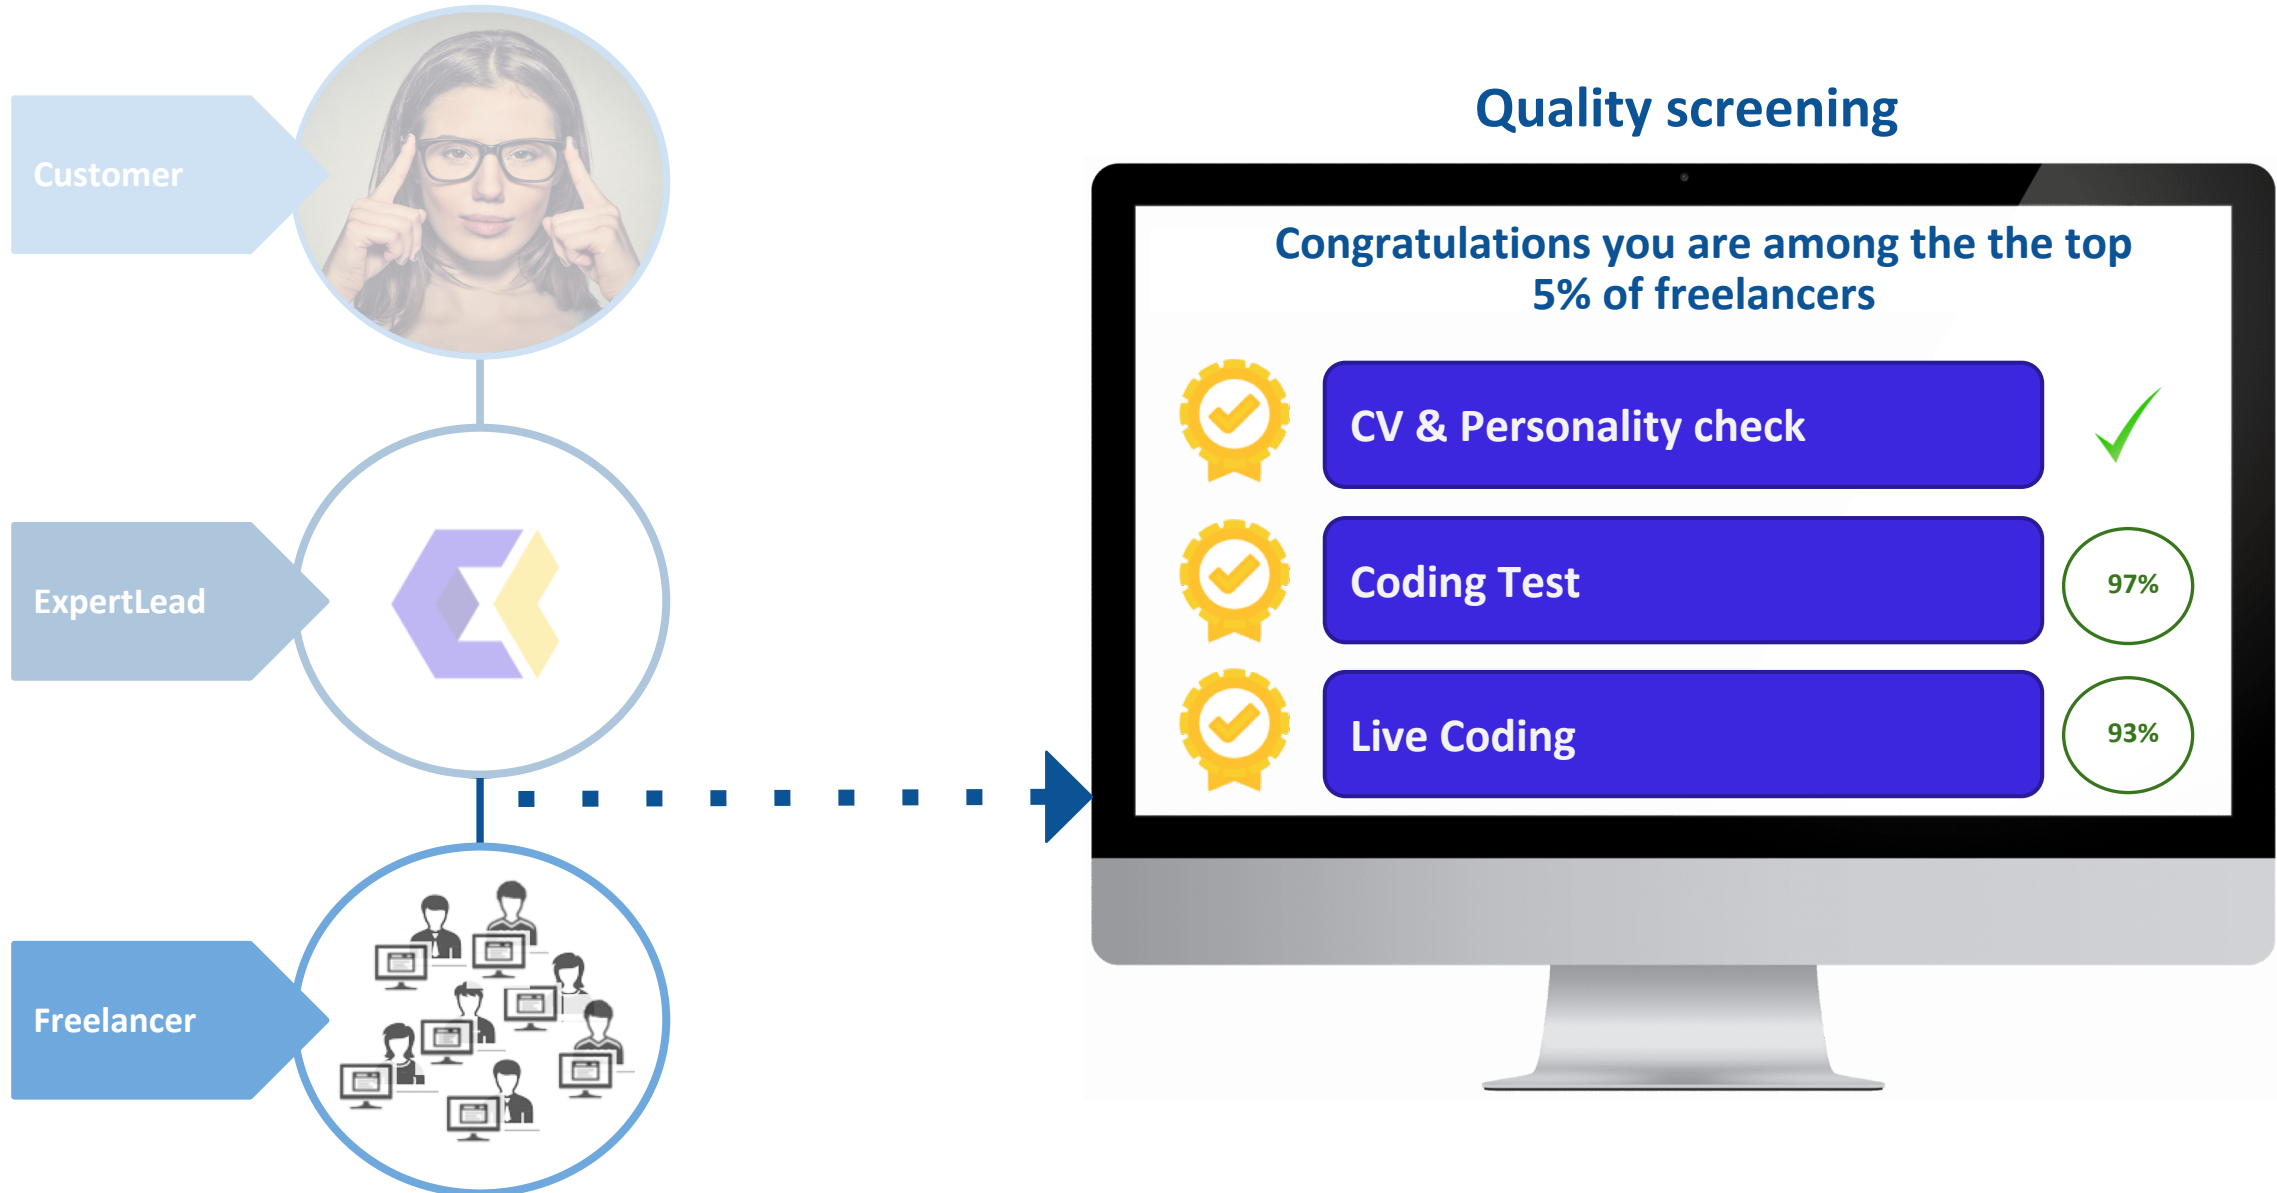 Customer
ExpertLead
Freelancer
Quality screening
Congratulations you are among the the top
5% of freelancers
CV & Personality check
Coding Test
97%
Live Coding
93%